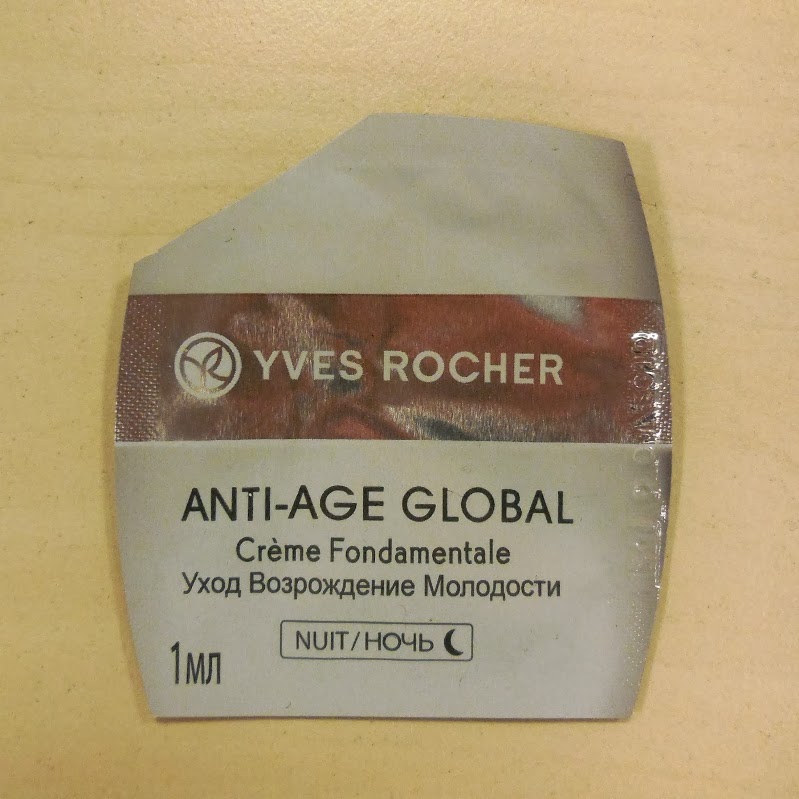 YVES ROCHER
ANTI-AGE GLOBAL
Crème Fondamentale
Уход Возрождение Молодости
NUIT/НОЧЬ
1мл